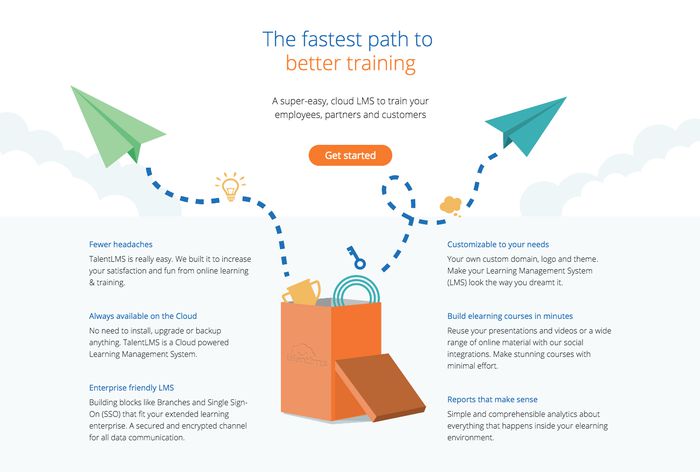 The fastest path to
better training
A super-easy, cloud LMS to train your
employees, partners and customers
Get started
Fewer headaches
TalentLMS is really easy. We built it to increase
your satisfaction and fun from online learning
& training.
Always available on the Cloud
No need to install, upgrade or backup
anything. TalentLMS is a Cloud powered
Learning Management System.
Enterprise friendly LMS
Building blocks like Branches and Single Sign-
On (SSO) that fit your extended learning
enterprise. A secured and encrypted channel
for all data communication.
Customizable to your needs
Your own custom domain, logo and theme.
Make your Learning Management System
(LMS) look the way you dreamt it.
Build elearning courses in minutes
Reuse your presentations and videos or a wide
range of online material with our social
integrations. Make stunning courses with
minimal effort.
Reports that make sense
Simple and comprehensible analytics about
everything that happens inside your elearning
environment.